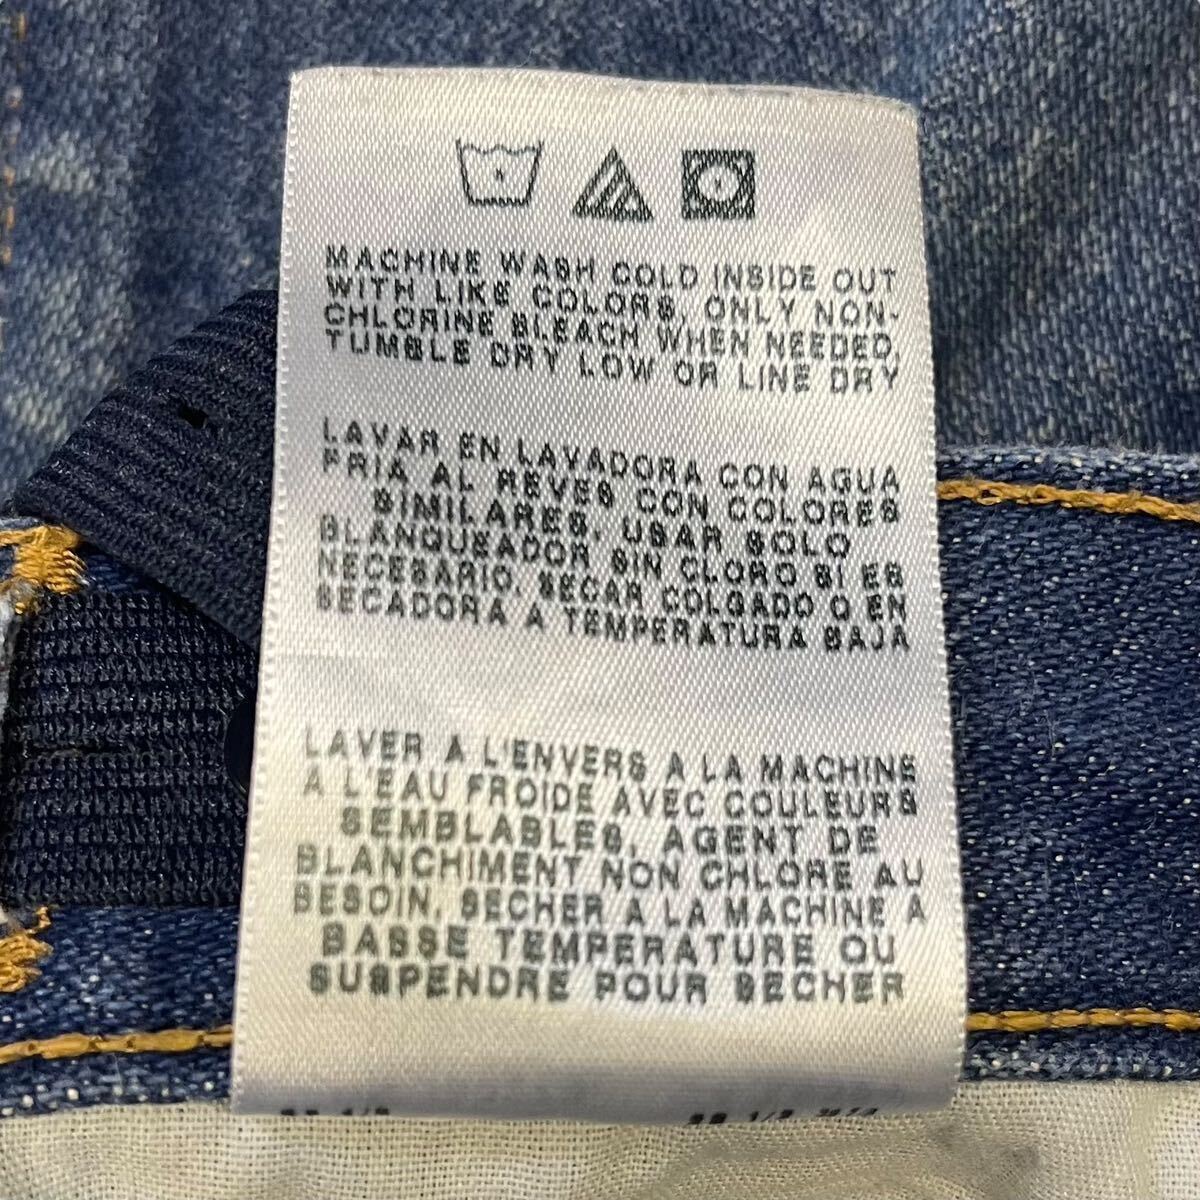 MACHINE WASH COLD INSIDE OUT
WITH LIKE COLORS, ONLY NON-
CHLORINE BLEACH WHEN NEEDED,
TUMBLE DRY LOW OR LINE DRY
LAVAR EN LAVADORA CON AGUA
FRIA AL REVES CON COLORES
SIMILARES, USAR SOLO
BLANQUEADOR SIN CLORO SI ES
NECESARIO, SECAR COLGADO O EN
SECADORA A TEMPERATURA BAJA
LAVER A L'ENVERS A LA MACHINE
A L'EAU FROIDE AVEC COULEURS
SEMBLABLES, AGENT DE
BLANCHIMENT NON CHLORE AU
BESOIN, SECHER A LA MACHINE A
BASSE TEMPERATURE OU
SUSPENDRE POUR SECHER